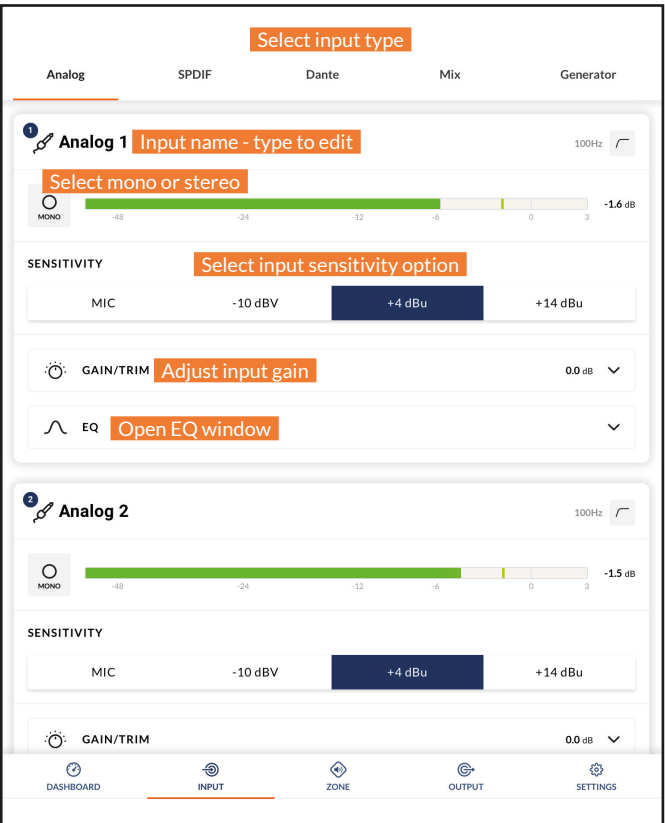 Select input type
Analog SPDIF Dante Mix Generator
1
Analog 1 Input name - type to edit 100Hz
Select mono or stereo
MONO -48 -24 -12 -6 0 3 -1.6 dB
SENSITIVITY Select input sensitivity option
MIC -10 dBV +4 dBu +14 dBu
GAIN/TRIM Adjust input gain 0.0 dB
EQ Open EQ window
2
Analog 2 100Hz
MONO -48 -24 -12 -6 0 3 -1.5 dB
SENSITIVITY
MIC -10 dBV +4 dBu +14 dBu
GAIN/TRIM 0.0 dB
DASHBOARD INPUT ZONE OUTPUT SETTINGS